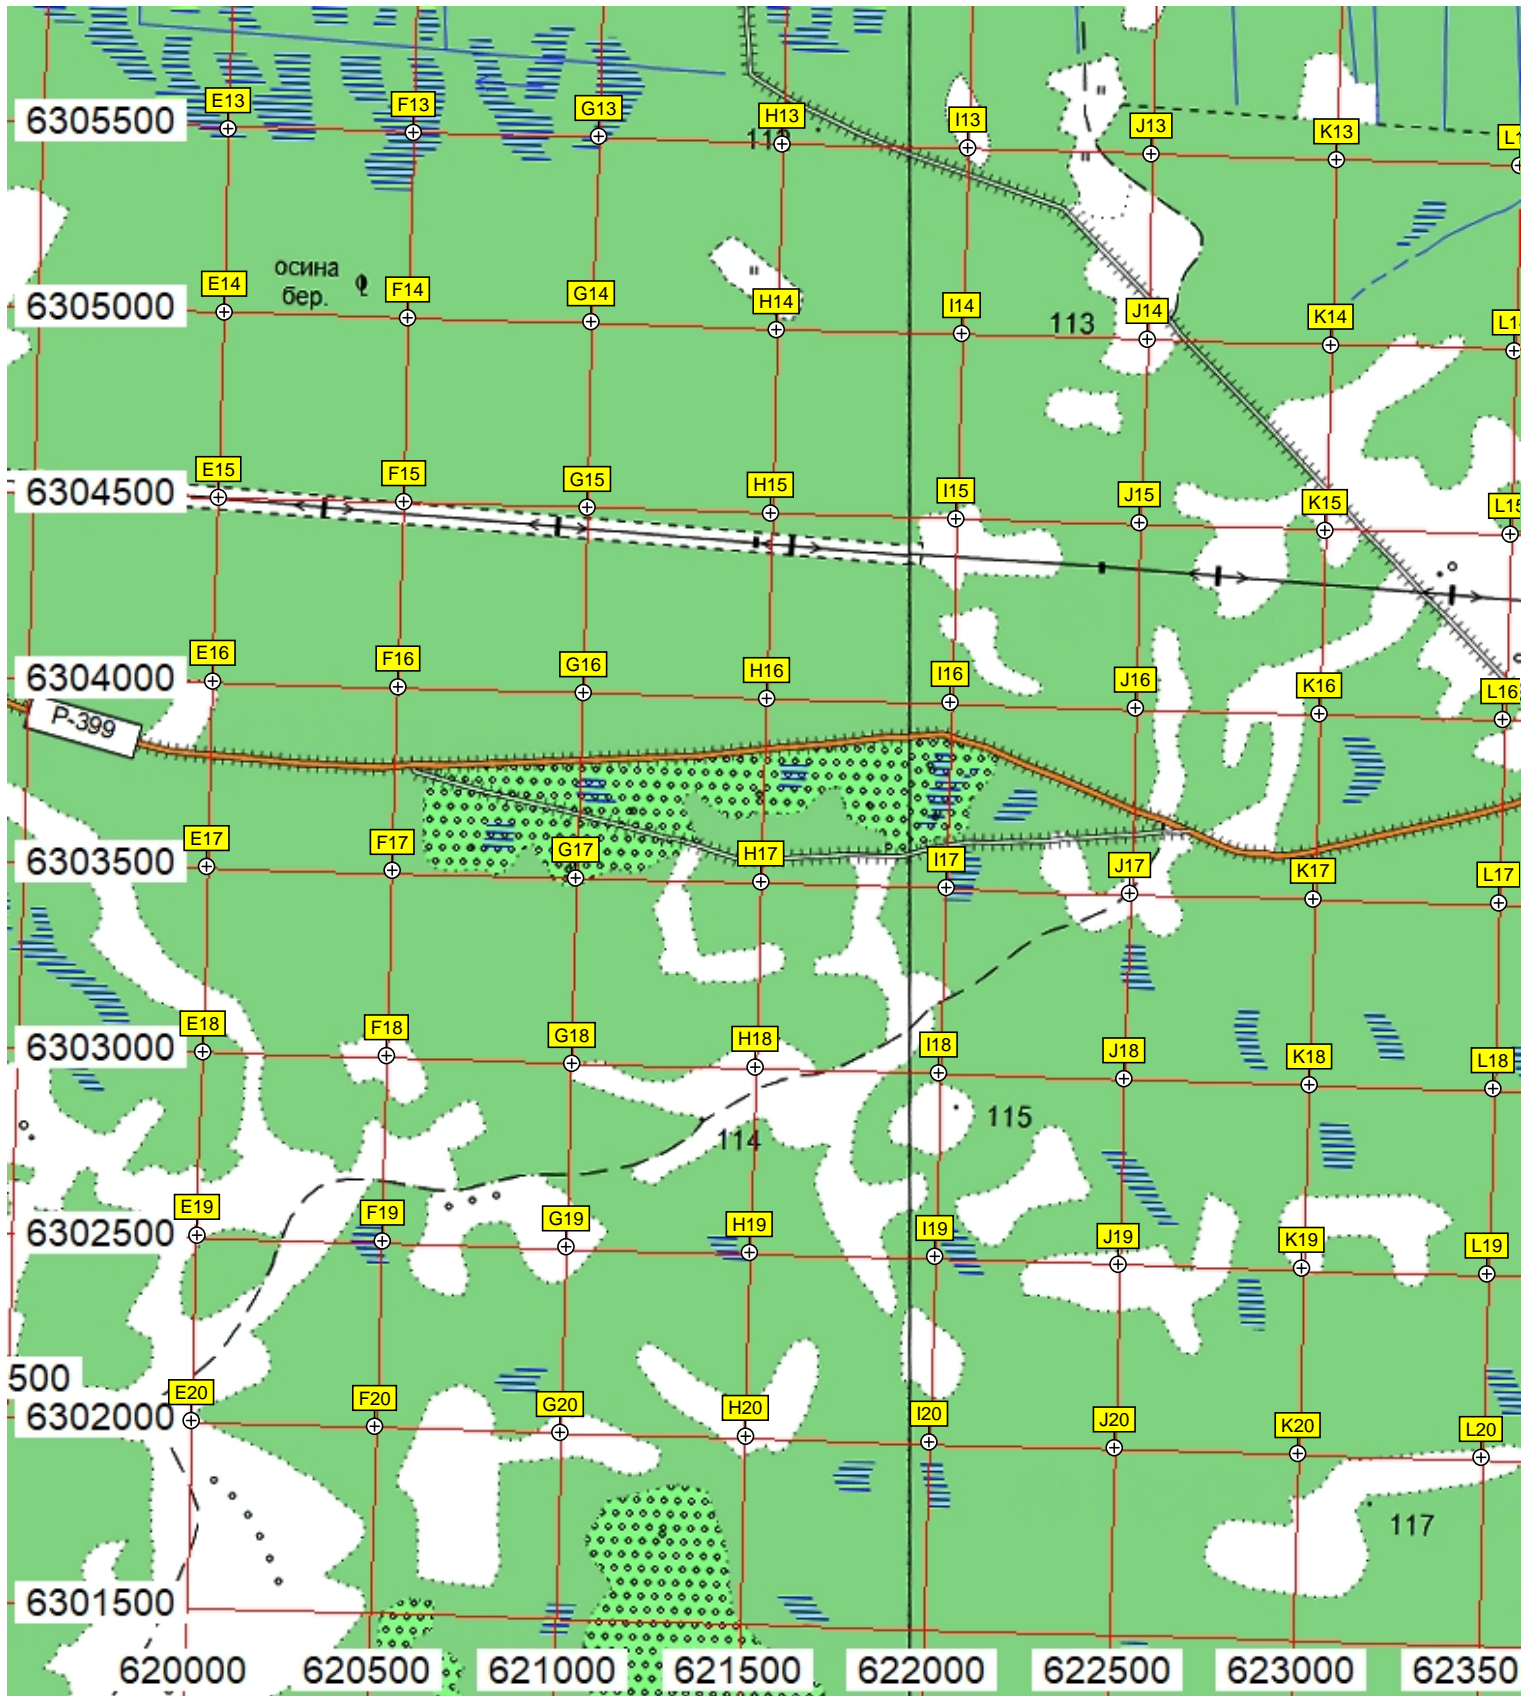 E13 F13 G13 H13 I13 J13 K13
6305500
осина
бер.
E14 F14 G14 H14 I14 J14 K14
6305000
113
E15 F15 G15 H15 I15 J15 K15 L15
6304500
E16 F16 G16 H16 I16 J16 K16 L16
6304000
P-399
E17 F17 G17 H17 I17 J17 K17 L17
6303500
E18 F18 G18 H18 I18 J18 K18 L18
6303000
115
114
E19 F19 G19 H19 I19 J19 K19 L19
6302500
500
E20 F20 G20 H20 I20 J20 K20 L20
6302000
117
6301500
620000 620500 621000 621500 622000 622500 623000 62350